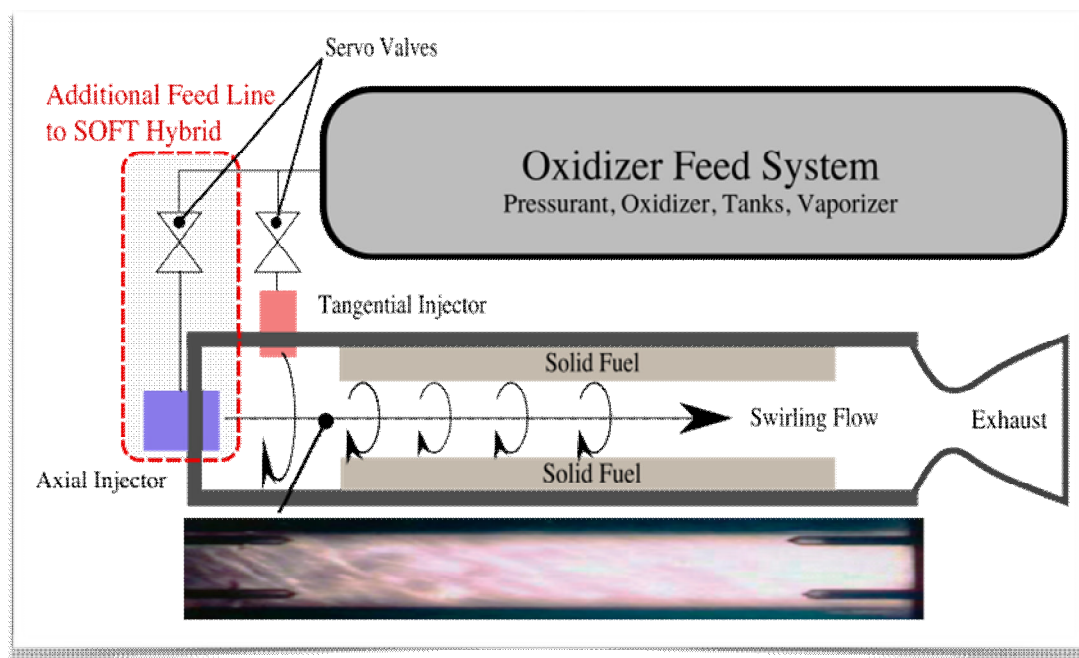 Servo Valves
Additional Feed Line
to SOFT Hybrid
Oxidizer Feed System
Pressurant, Oxidizer, Tanks, Vaporizer
Tangential Injector
Solid Fuel
Swirling Flow
Exhaust
Solid Fuel
Axial Injector